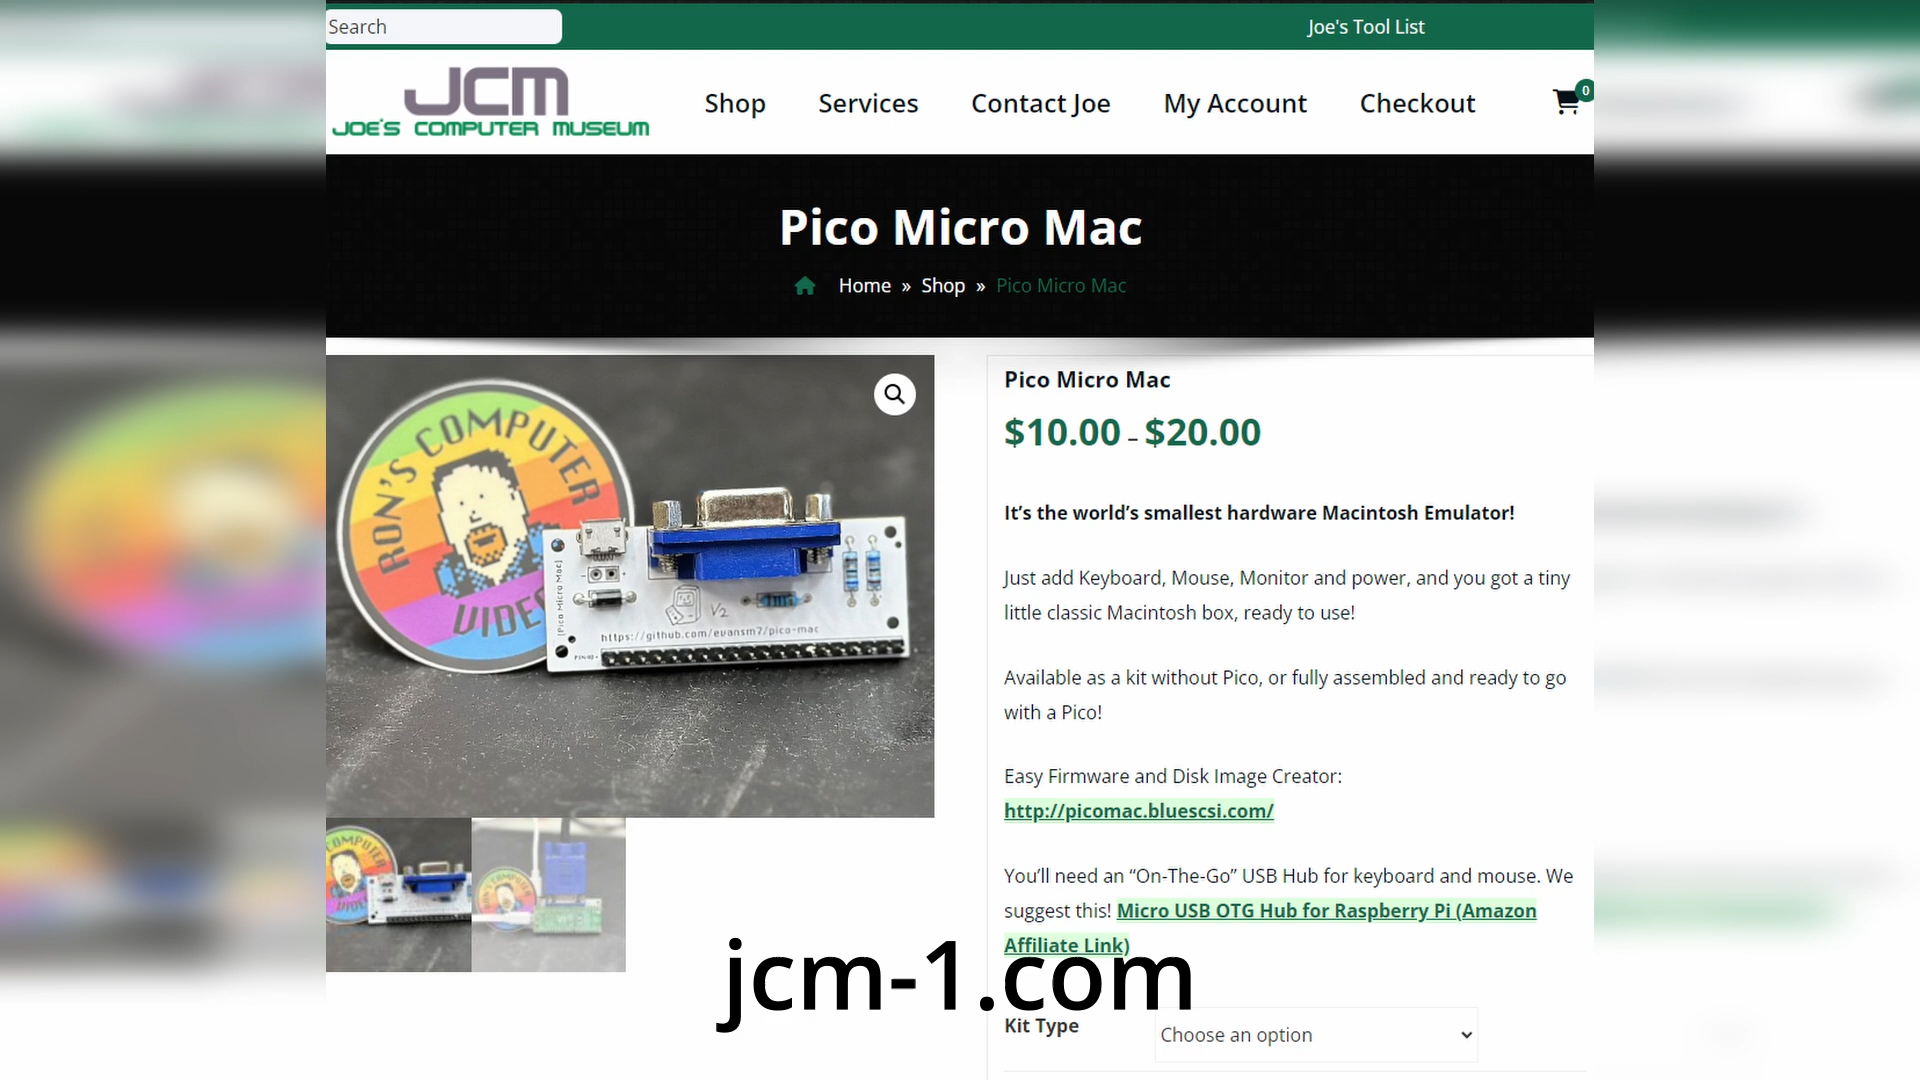 Search
Joe's Tool List
JCM
JOE'S COMPUTER MUSEUM
Shop
Services
Contact Joe
My Account
Checkout
0
Pico Micro Mac
Home » Shop » Pico Micro Mac
RON'S COMPUTER
VIDE
[Pico Micro Mac]
V2
https://github.com/evansm7/pico-mac
Pico Micro Mac
$10.00 – $20.00
It’s the world’s smallest hardware Macintosh Emulator!
Just add Keyboard, Mouse, Monitor and power, and you got a tiny
little classic Macintosh box, ready to use!
Available as a kit without Pico, or fully assembled and ready to go
with a Pico!
Easy Firmware and Disk Image Creator:
http://picomac.bluescsi.com/
You’ll need an “On-The-Go” USB Hub for keyboard and mouse. We
suggest this! Micro USB OTG Hub for Raspberry Pi (Amazon
Affiliate Link)
jcm-1.com
Kit Type
Choose an option